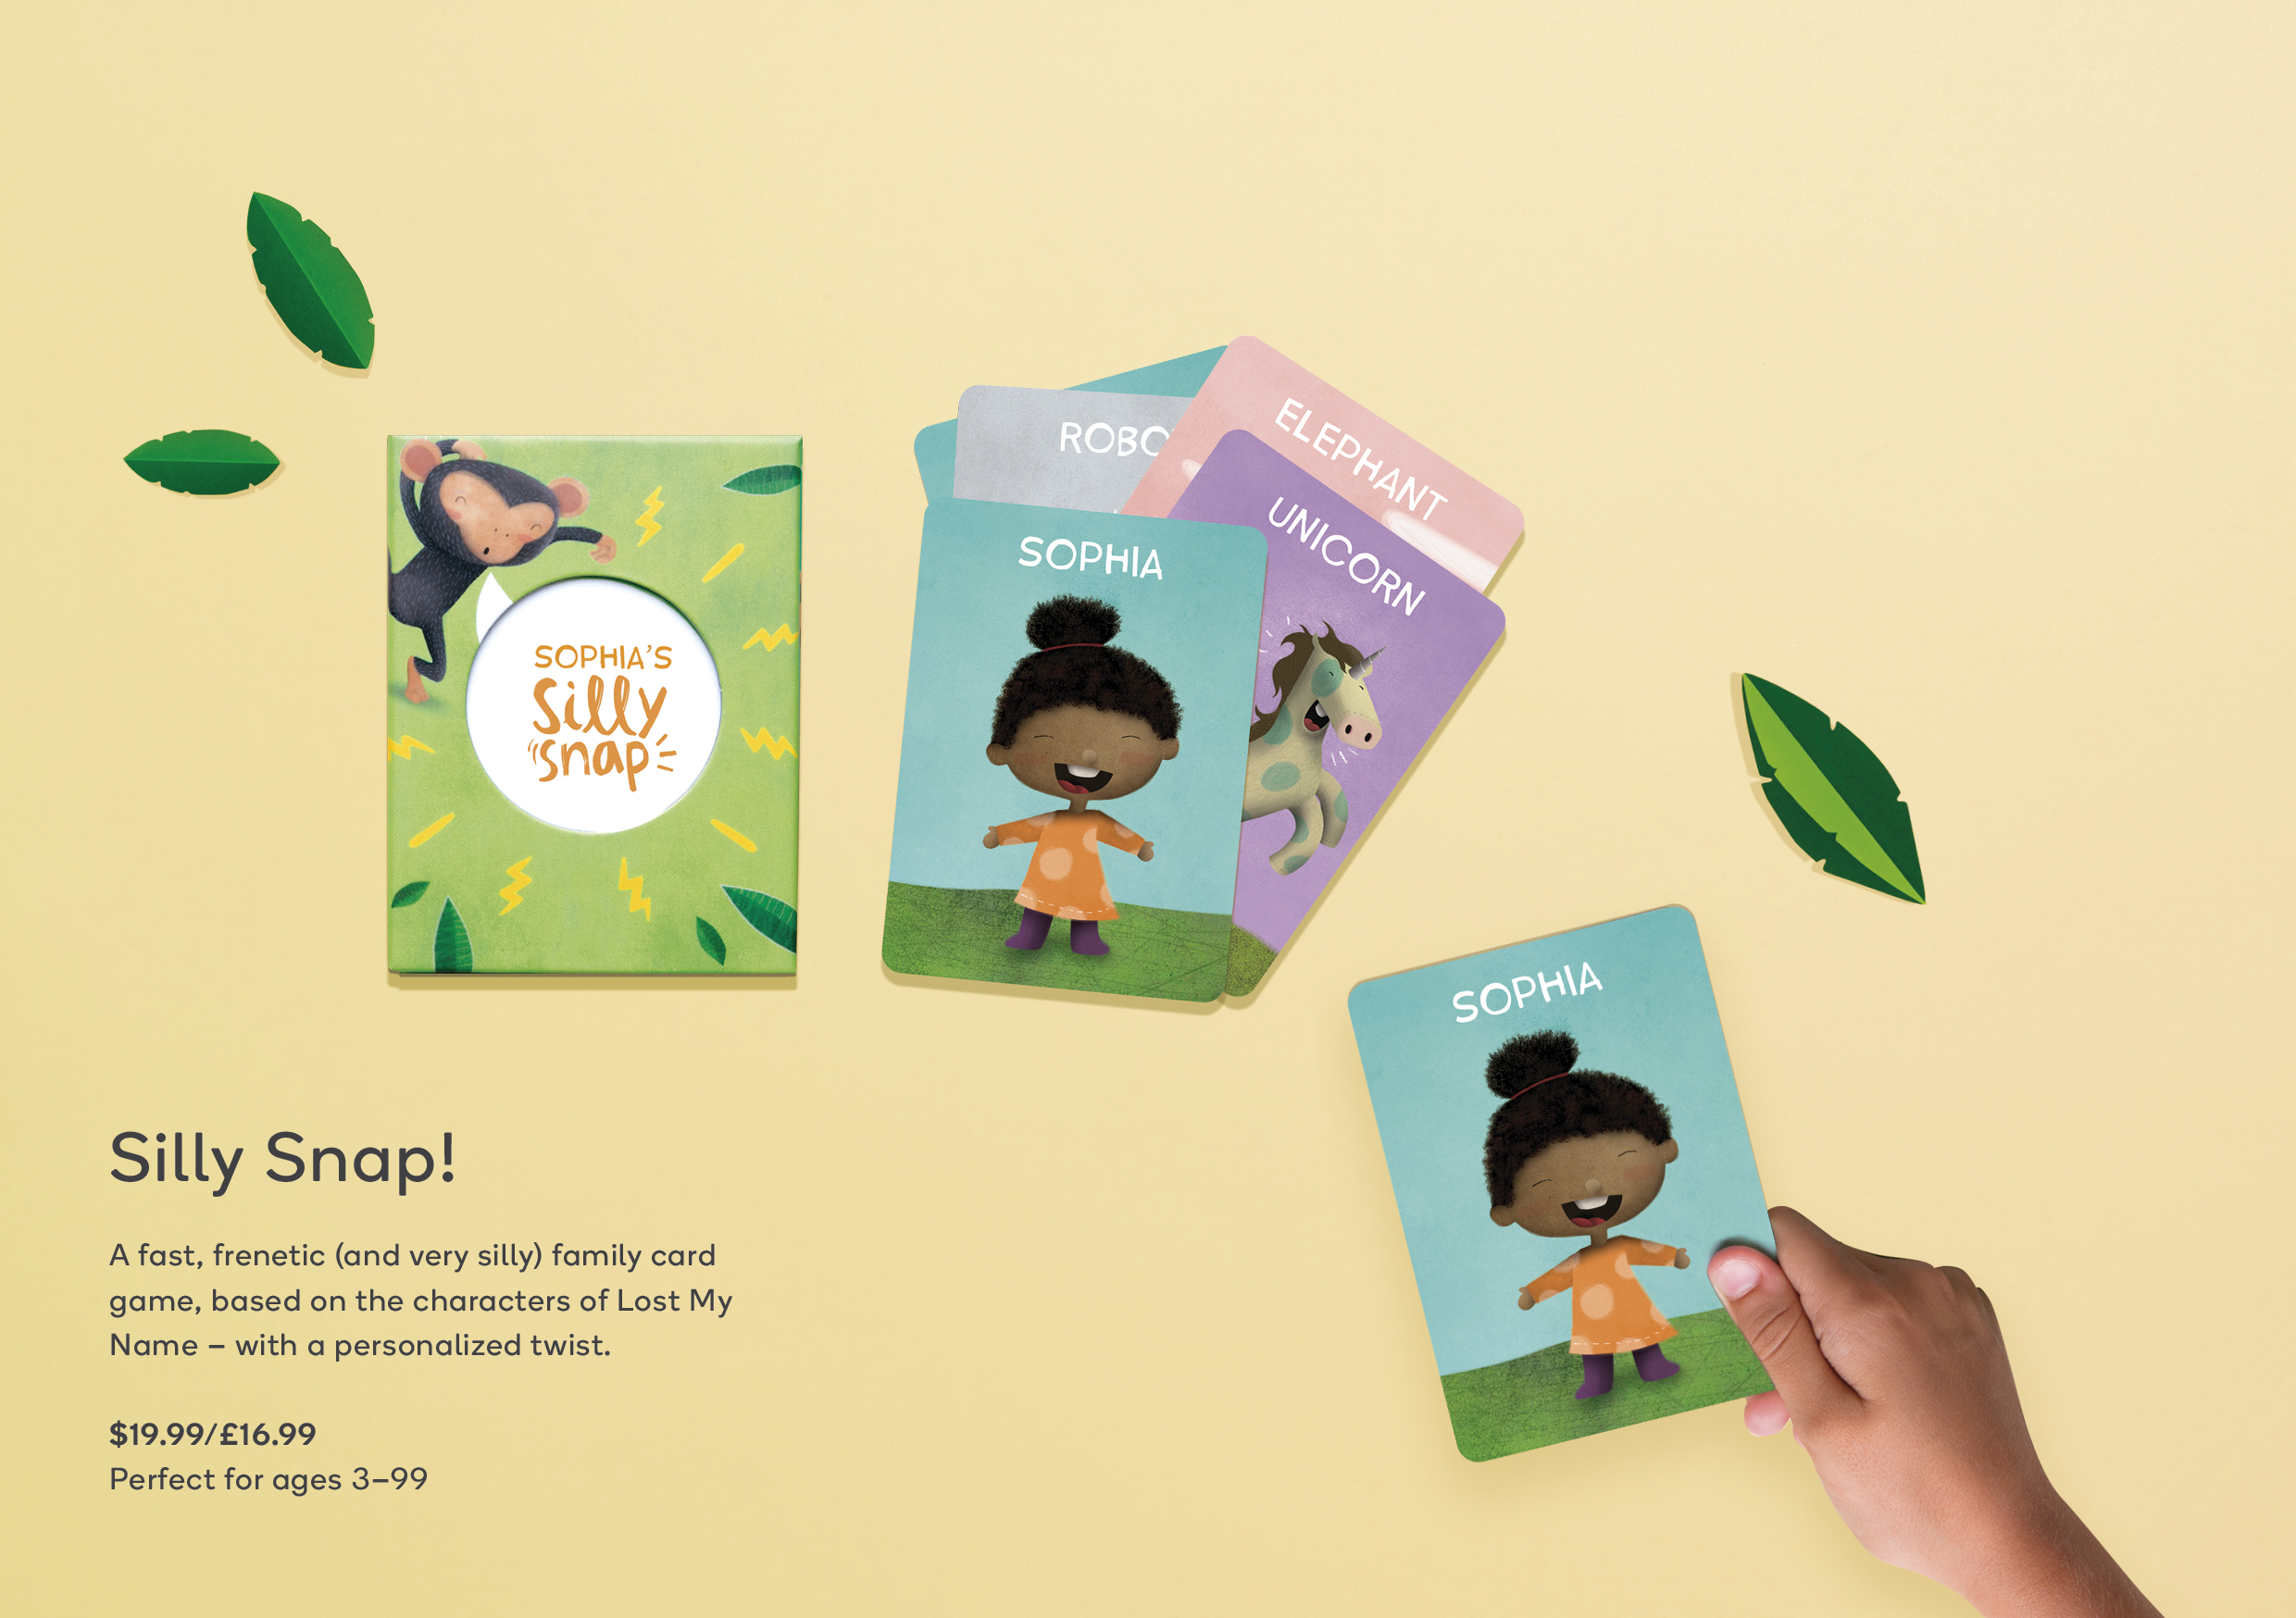 SOPHIA'S
silly
snap
ROBO
ELEPHANT
UNICORN
SOPHIA
SOPHIA
Silly Snap!
A fast, frenetic (and very silly) family card
game, based on the characters of Lost My
Name – with a personalized twist.
$19.99/£16.99
Perfect for ages 3–99